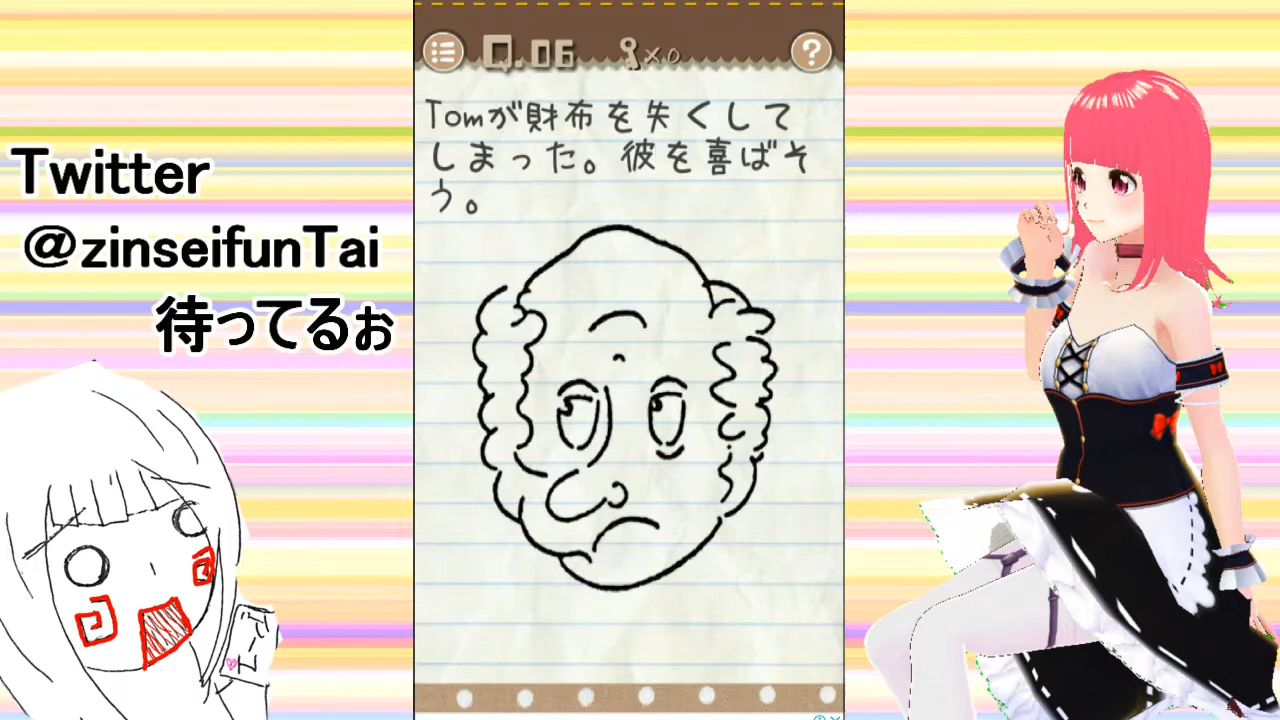 Q.06
×0
?
Tomが財布を失くして
しまった。彼を喜ばそ
う。
Twitter
@zinseifunTai
待ってるぉ